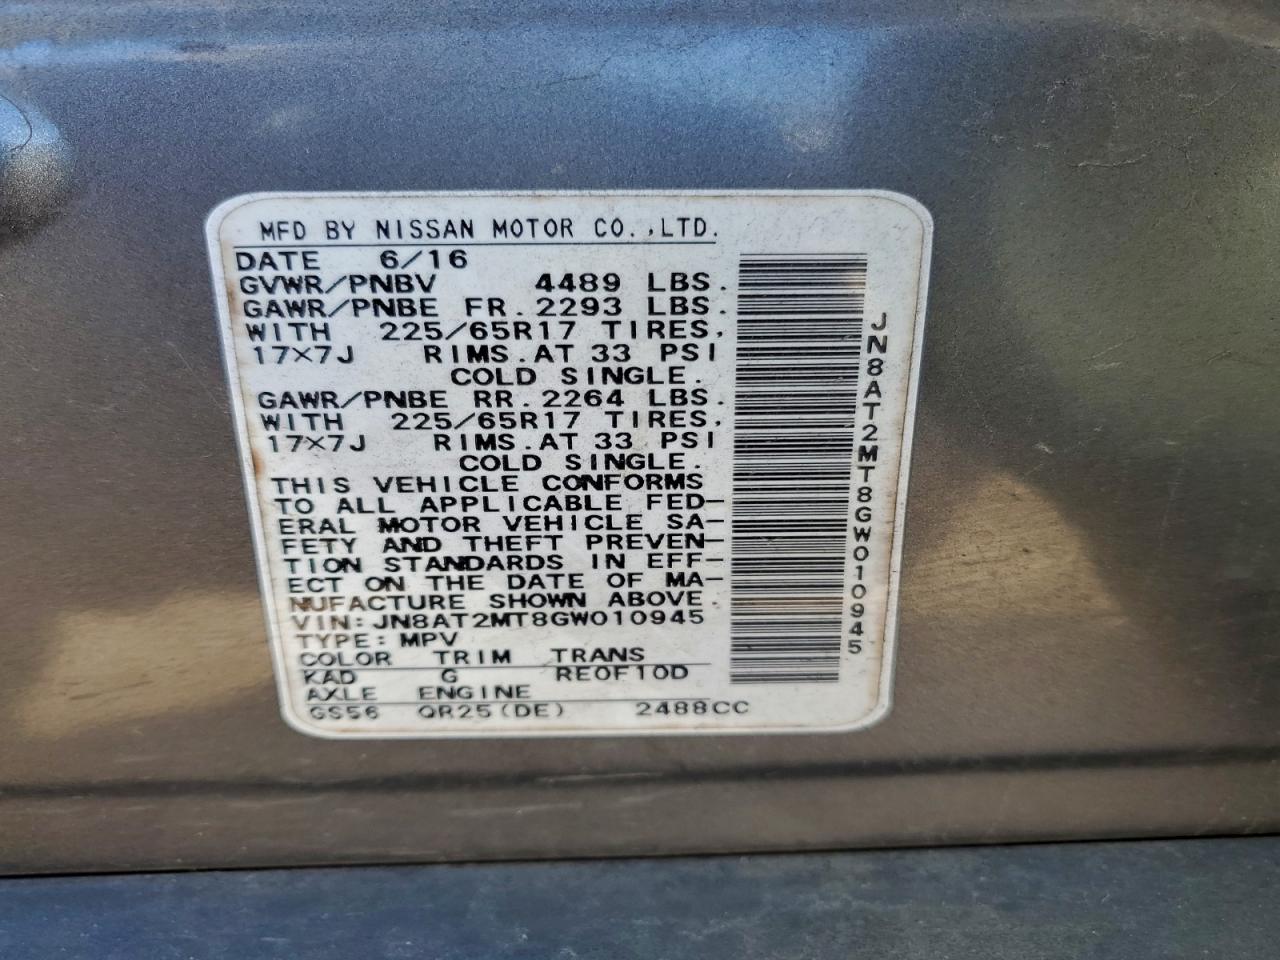 MFD BY NISSAN MOTOR CO.,LTD.
DATE 6/16
GVWR/PNBV 4489 LBS.
GAWR/PNBE FR. 2293 LBS.
WITH 225/65R17 TIRES,
17×7J RIMS.AT 33 PSI
COLD SINGLE.
GAWR/PNBE RR. 2264 LBS.
WITH 225/65R17 TIRES,
17×7J RIMS.AT 33 PSI
COLD SINGLE.
THIS VEHICLE CONFORMS
TO ALL APPLICABLE FED-
ERAL MOTOR VEHICLE SA-
FETY AND THEFT PREVEN-
TION STANDARDS IN EFF-
ECT ON THE DATE OF MA-
NUFACTURE SHOWN ABOVE.
VIN:JN8AT2MT8GW010945
TYPE:MPV
COLOR TRIM TRANS
KAD G RE0F10D
AXLE ENGINE
GS56 QR25(DE) 2488CC
JN8AT2MT8GW010945